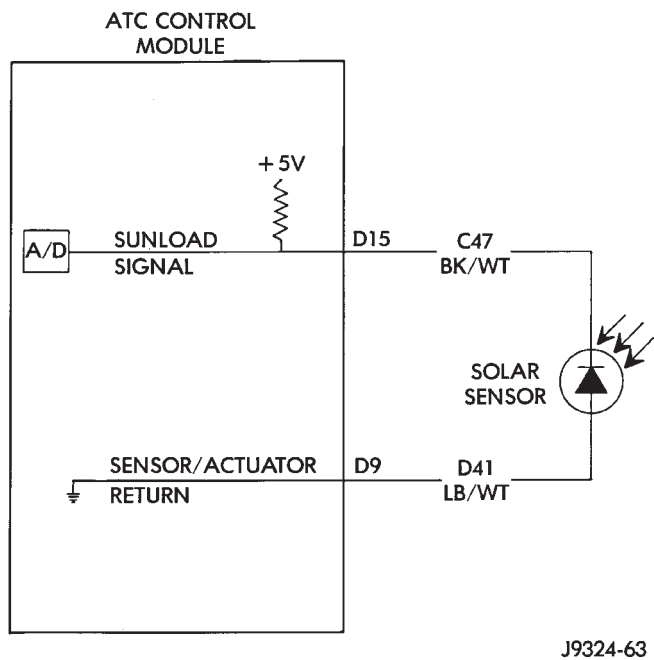 ATC CONTROL
MODULE
+5V
A/D
SUNLOAD
SIGNAL
D15
C47
BK/WT
SOLAR
SENSOR
SENSOR/ACTUATOR
RETURN
D9
D41
LB/WT
J9324-63